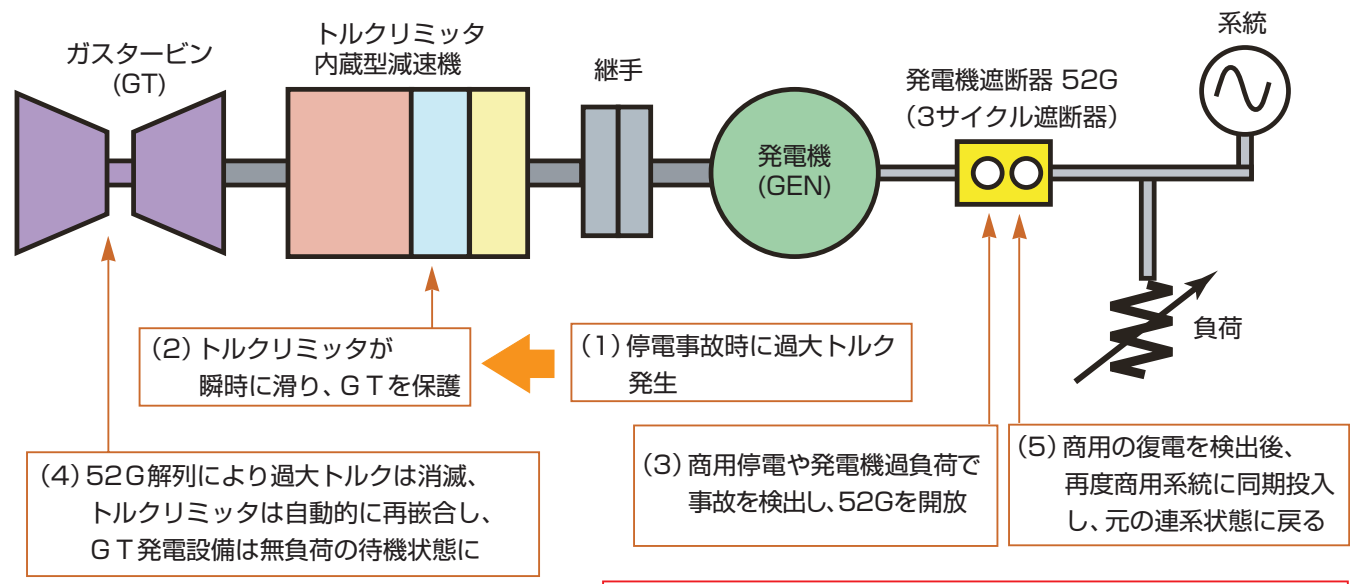 ガスタービン
(GT)
トルクリミッタ
内蔵型減速機
継手
発電機
(GEN)
発電機遮断器 52G
(3サイクル遮断器)
系統
負荷
(1) 停電事故時に過大トルク
発生
(2) トルクリミッタが
瞬時に滑り、GTを保護
(3) 商用停電や発電機過負荷で
事故を検出し、52Gを開放
(4) 52G解列により過大トルクは消滅、
トルクリミッタは自動的に再嵌合し、
GT発電設備は無負荷の待機状態に
(5) 商用の復電を検出後、
再度商用系統に同期投入
し、元の連系状態に戻る